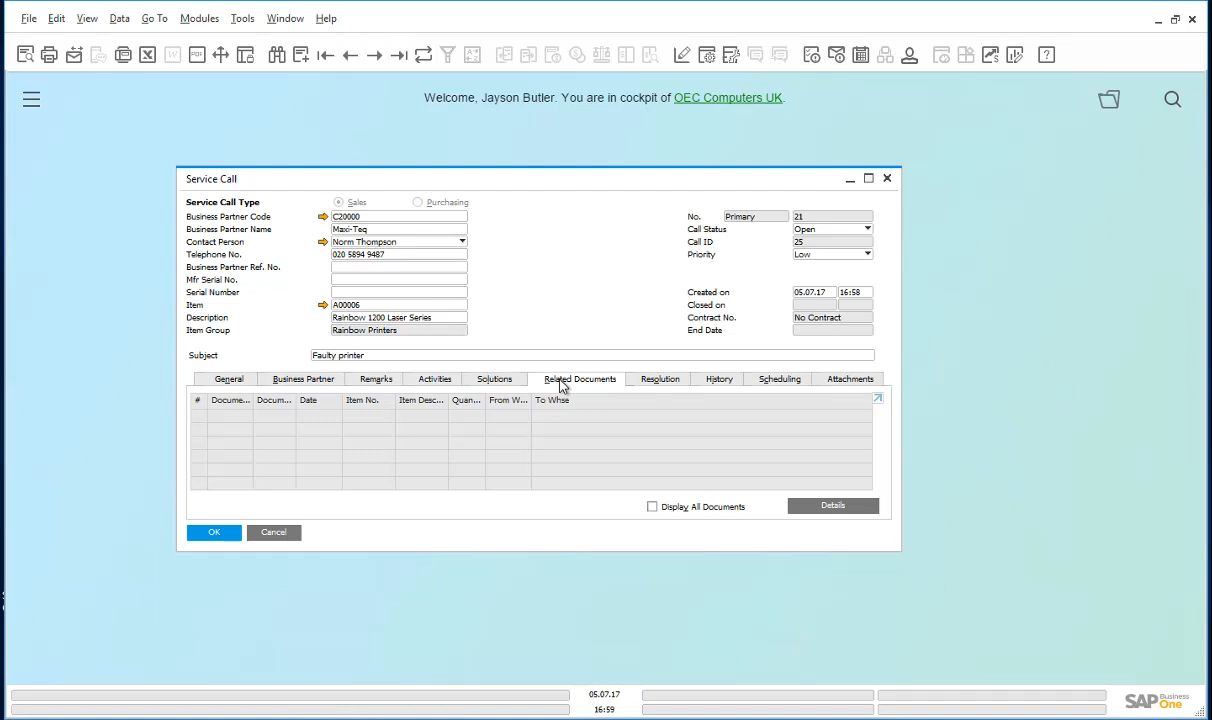 File Edit View Data Go To Modules Tools Window Help
Welcome, Jayson Butler. You are in cockpit of OEC Computers UK.
Service Call
Service Call Type Sales Purchasing
Business Partner Code C20000 No. Primary 21
Business Partner Name Maxi-Teq Call Status Open
Contact Person Norm Thompson Call ID 25
Telephone No. 020 5894 9487 Priority Low
Business Partner Ref. No.
Mfr Serial No.
Serial Number Created on 05.07.17 16:58
Item A00006 Closed on
Description Rainbow 1200 Laser Series Contract No. No Contract
Item Group Rainbow Printers End Date
Subject Faulty printer
General Business Partner Remarks Activities Solutions Related Documents Resolution History Scheduling Attachments
# Docume... Docum... Date Item No. Item Desc... Quan... From W... To Whse
Display All Documents Details
OK Cancel
05.07.17
16:59
SAP Business One